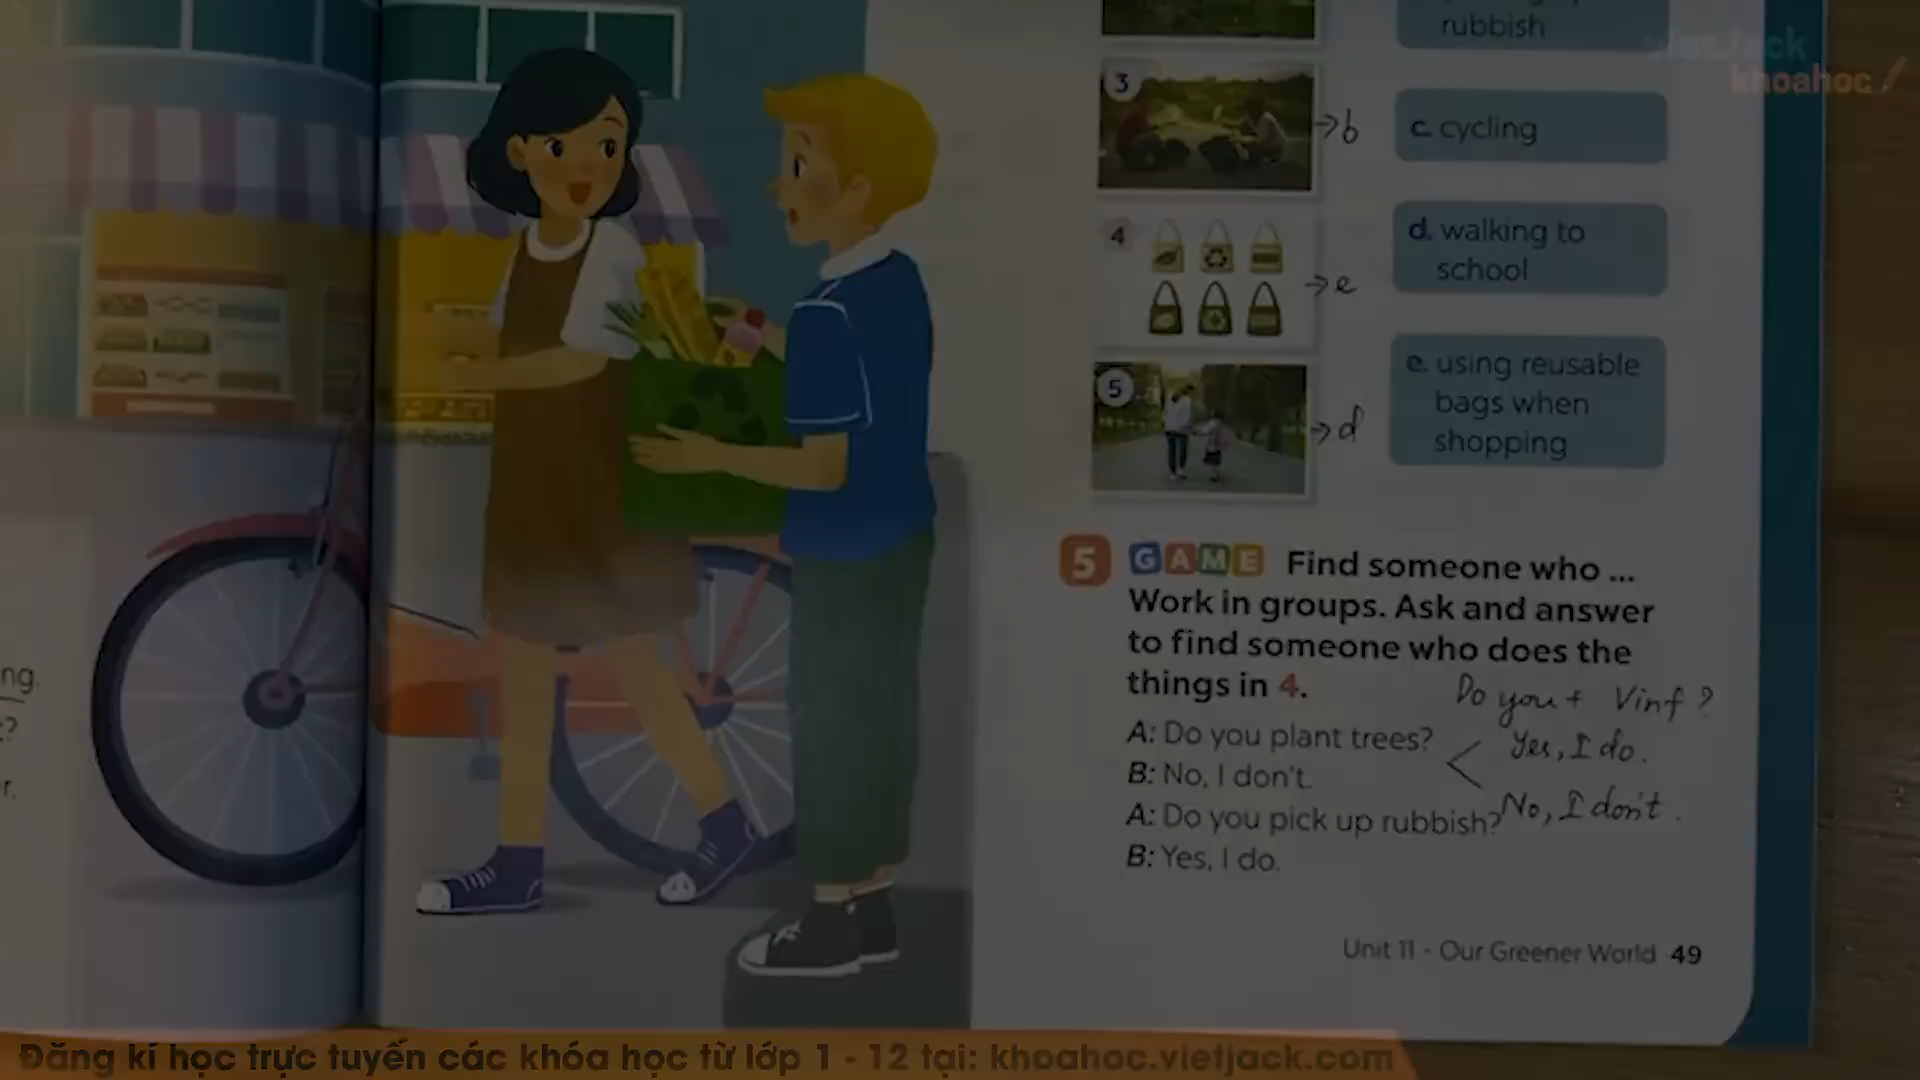 rubbish
vietjack
khoahoc
3
→b
c. cycling
4
→e
d. walking to
school
5
→d
e. using reusable
bags when
shopping
5 GAME Find someone who ...
Work in groups. Ask and answer
to find someone who does the
things in 4.
Do you + Vinf?
A: Do you plant trees?
Yes, I do.
B: No, I don't.
No, I don't.
A: Do you pick up rubbish?
B: Yes, I do.
ng.
?
r.
Unit 11 - Our Greener World 49
Đăng kí học trực tuyến các khóa học từ lớp 1 - 12 tại: khoahoc.vietjack.com